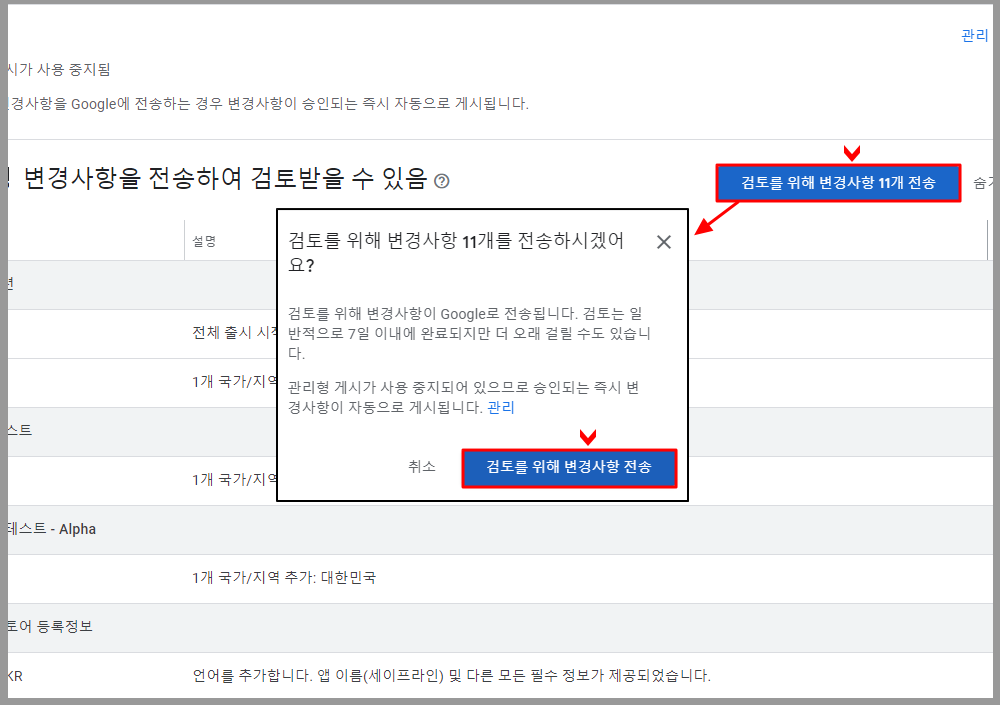 관리
시가 사용 중지됨
변경사항을 Google에 전송하는 경우 변경사항이 승인되는 즉시 자동으로 게시됩니다.
변경사항을 전송하여 검토받을 수 있음
검토를 위해 변경사항 11개 전송
설명
검토를 위해 변경사항 11개를 전송하시겠어
요?
전체 출시 시작
검토를 위해 변경사항이 Google로 전송됩니다. 검토는 일
반적으로 7일 이내에 완료되지만 더 오래 걸릴 수도 있습니
다.
1개 국가/지역
관리형 게시가 사용 중지되어 있으므로 승인되는 즉시 변
경사항이 자동으로 게시됩니다. 관리
스트
취소
검토를 위해 변경사항 전송
1개 국가/지역
테스트 - Alpha
1개 국가/지역 추가: 대한민국
토어 등록정보
KR
언어를 추가합니다. 앱 이름(세이프라인) 및 다른 모든 필수 정보가 제공되었습니다.